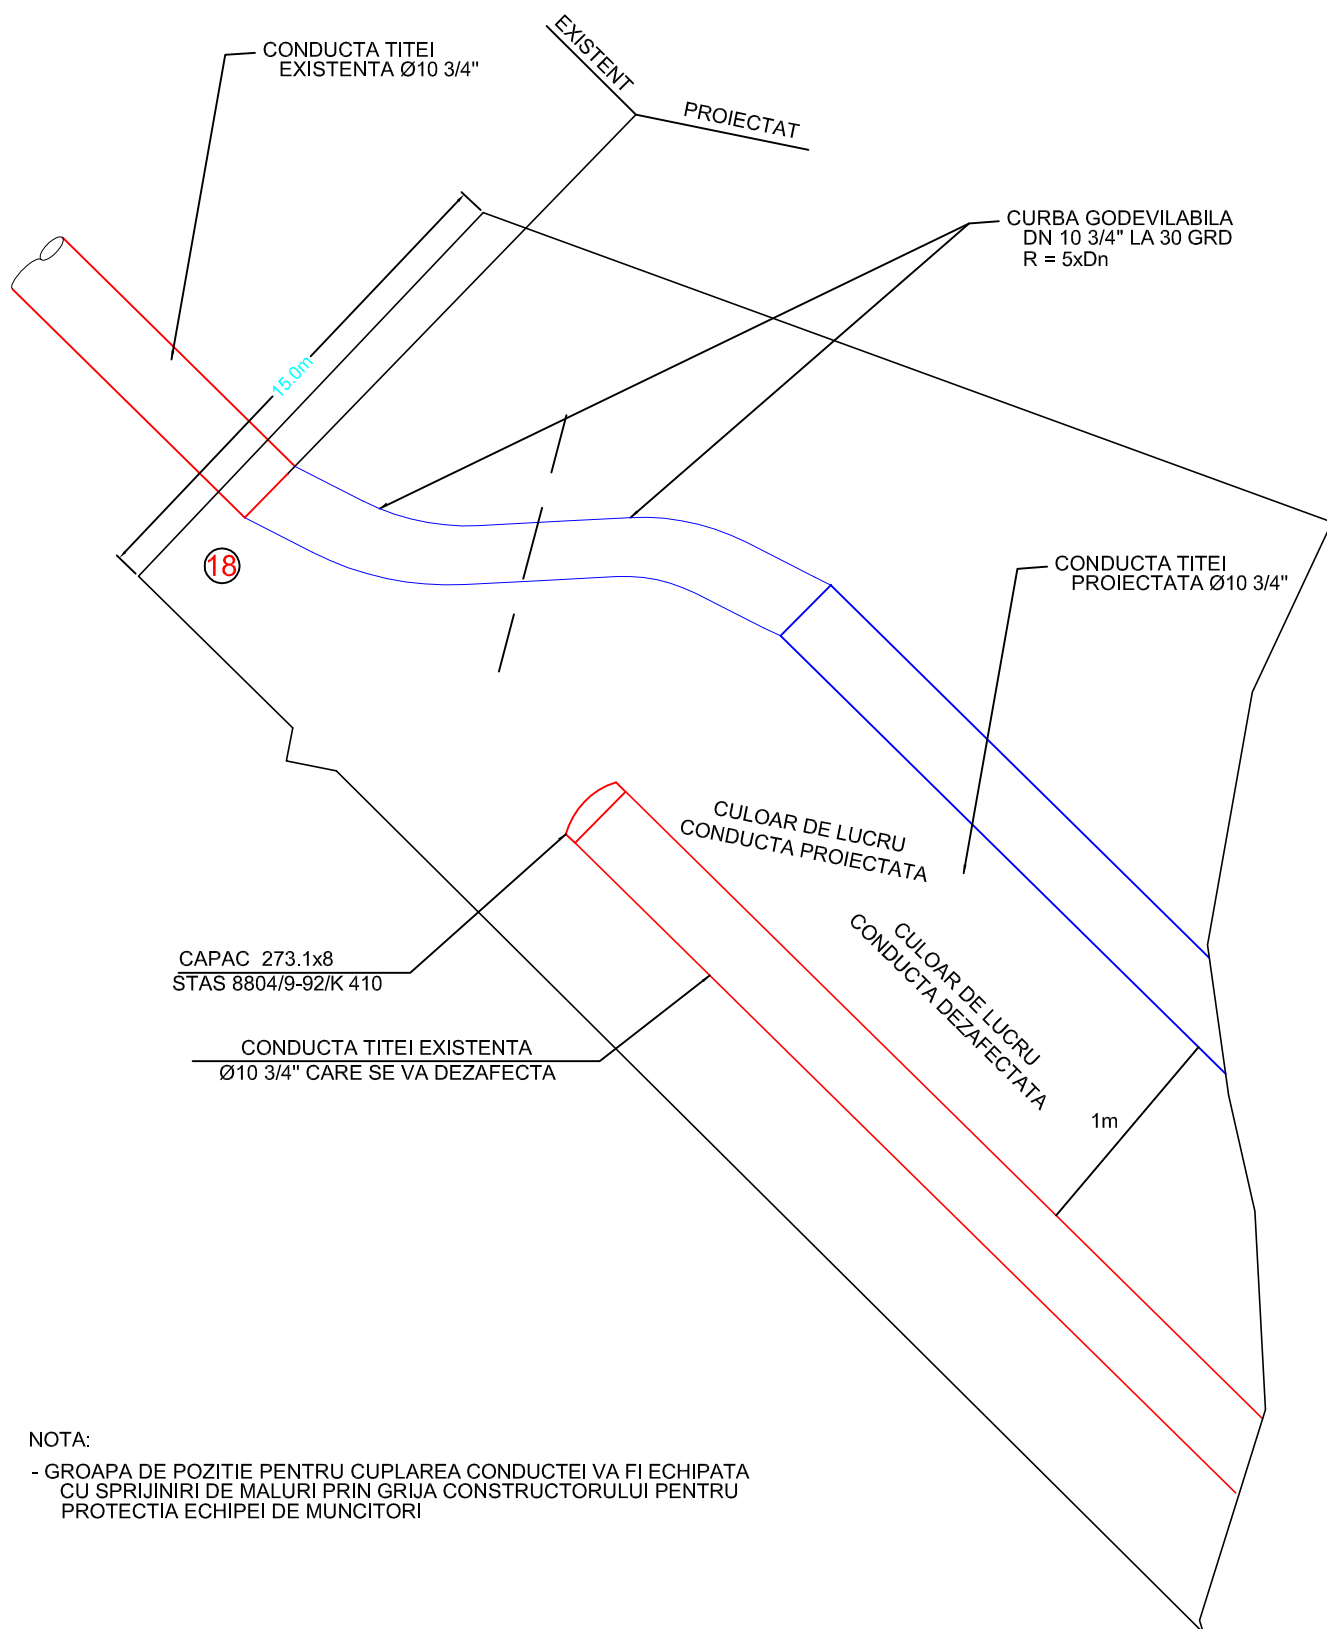 EXISTENT
CONDUCTA TITEI
EXISTENTA Ø10 3/4"
PROIECTAT
CURBA GODEVILABILA
DN 10 3/4" LA 30 GRD
R = 5xDn
15.0m
18
CONDUCTA TITEI
PROIECTATA Ø10 3/4"
CULOAR DE LUCRU
CONDUCTA PROIECTATA
CULOAR DE LUCRU
CONDUCTA DEZAFECTATA
CAPAC 273.1x8
STAS 8804/9-92/K 410
CONDUCTA TITEI EXISTENTA
Ø10 3/4" CARE SE VA DEZAFECTA
1m
NOTA:
- GROAPA DE POZITIE PENTRU CUPLAREA CONDUCTEI VA FI ECHIPATA
CU SPRIJINIRI DE MALURI PRIN GRIJA CONSTRUCTORULUI PENTRU
PROTECTIA ECHIPEI DE MUNCITORI